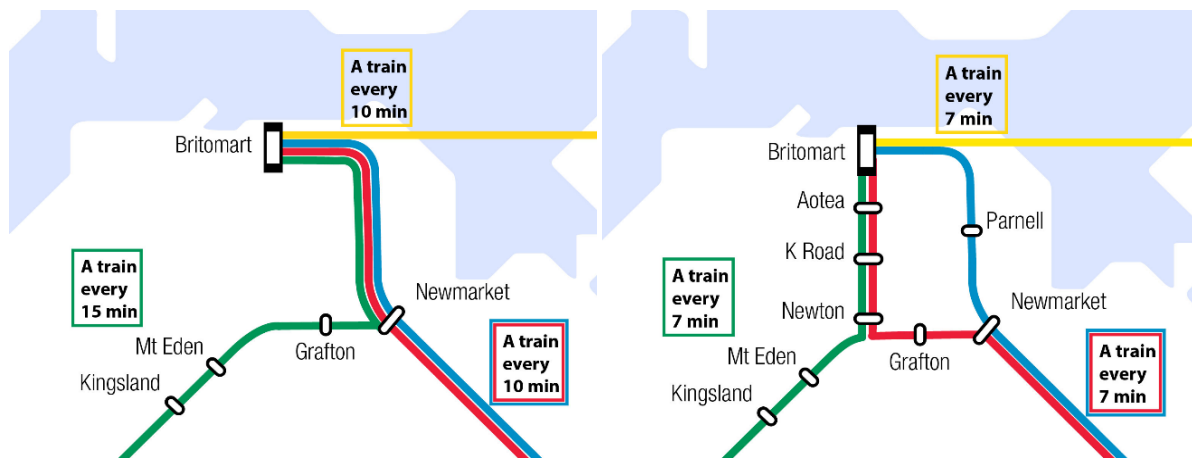 A train
every
10 min
Britomart
A train
every
15 min
Newmarket
Mt Eden
Grafton
Kingsland
A train
every
10 min
A train
every
7 min
Britomart
Aotea
Parnell
K Road
A train
every
7 min
Newmarket
Newton
Mt Eden
Grafton
Kingsland
A train
every
7 min